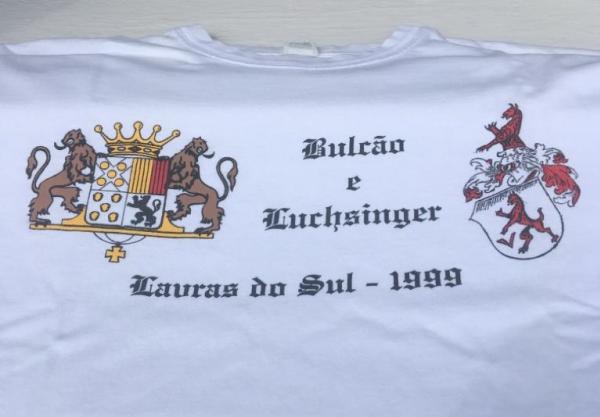 Bulcão
e
Luchsinger
Lavras do Sul - 1999